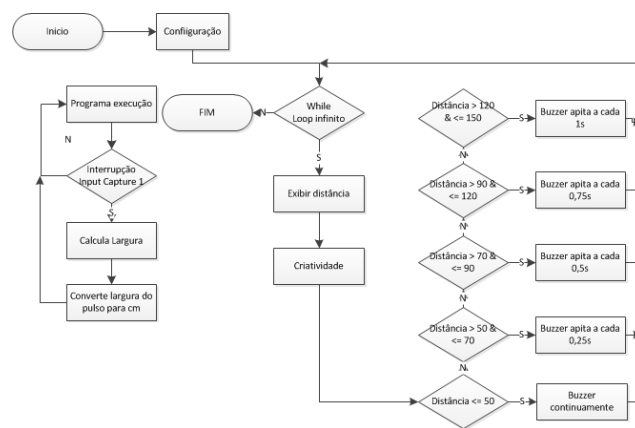 Inicio
Confiiguração
Programa execução
N
Interrupção
Input Capture 1
S
Calcula Largura
Converte largura do
pulso para cm
FIM
N
While
Loop infinito
S
Exibir distância
Criatividade
Distância > 120
& <= 150
S
Buzzer apita a cada
1s
N
Distância > 90 &
<= 120
S
Buzzer apita a cada
0,75s
N
Distância > 70 &
<= 90
S
Buzzer apita a cada
0,5s
N
Distância > 50 &
<= 70
S
Buzzer apita a cada
0,25s
N
Distância <= 50
S
Buzzer
continuamente